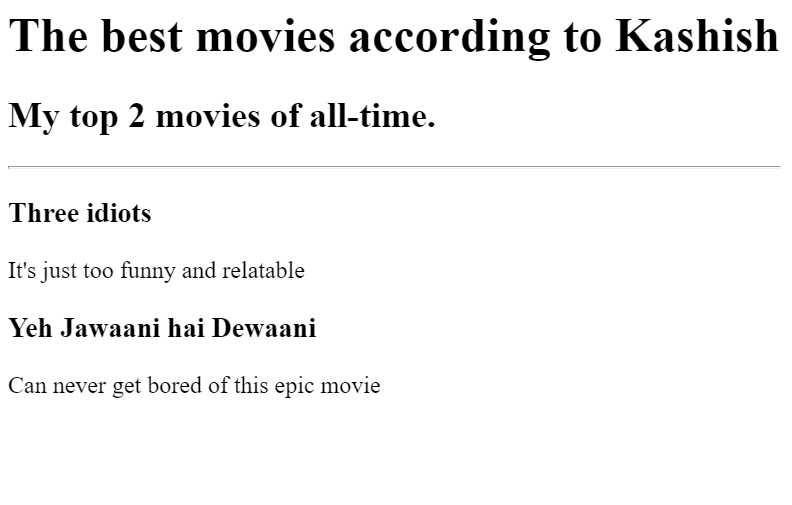 The best movies according to Kashish
My top 2 movies of all-time.
Three idiots
It's just too funny and relatable
Yeh Jawaani hai Dewaani
Can never get bored of this epic movie